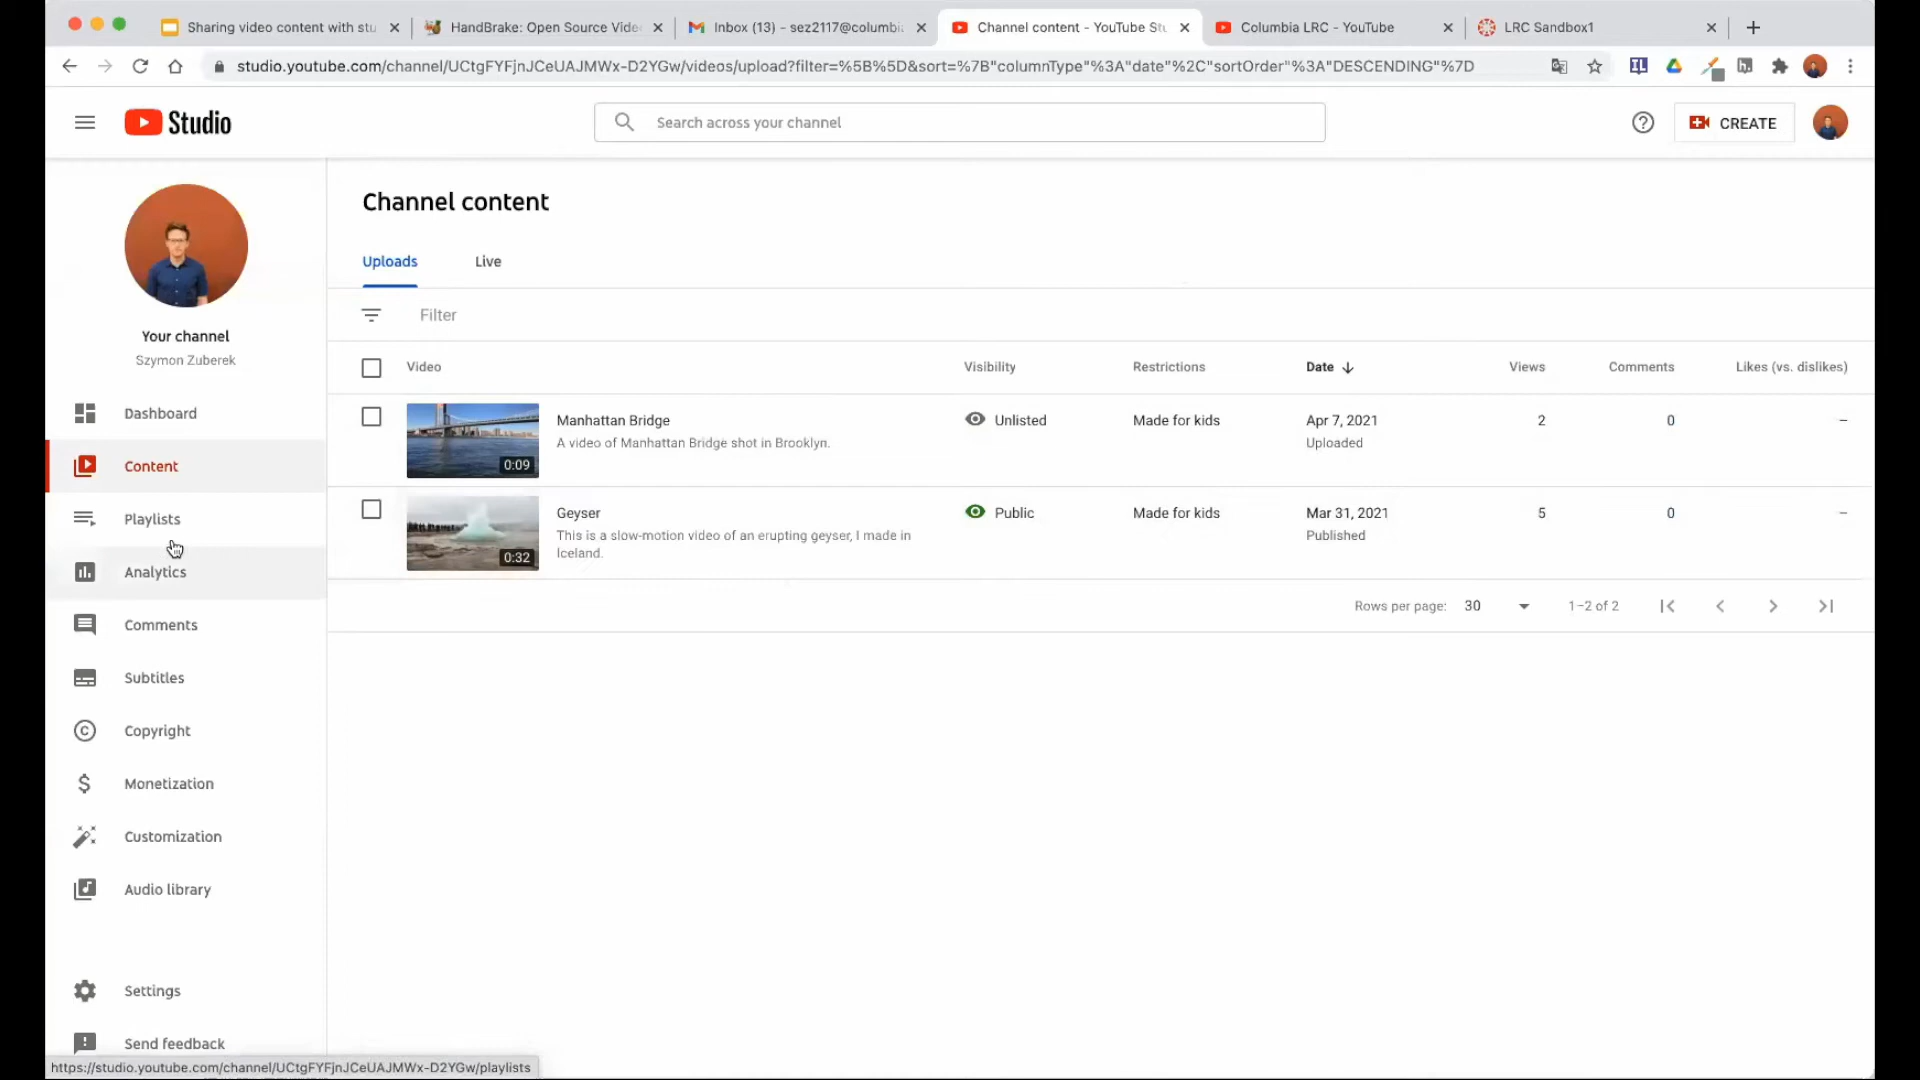 Sharing video content with stu
HandBrake: Open Source Vide
Inbox (13) - sez2117@columbi
Channel content - YouTube Stu
Columbia LRC - YouTube
LRC Sandbox1
studio.youtube.com/channel/UCtgFYFjnJCeUAJMWx-D2YGw/videos/upload?filter=%5B%5D&sort=%7B"columnType"%3A"date"%2C"sortOrder"%3A"DESCENDING"%7D
Studio
Search across your channel
CREATE
Your channel
Szymon Zuberek
Dashboard
Content
Playlists
Analytics
Comments
Subtitles
Copyright
Monetization
Customization
Audio library
Settings
Send feedback
Channel content
Uploads Live
Filter
Video Visibility Restrictions Date Views Comments Likes (vs. dislikes)
Manhattan Bridge Unlisted Made for kids Apr 7, 2021 2 0 –
A video of Manhattan Bridge shot in Brooklyn. Uploaded
0:09
Geyser Public Made for kids Mar 31, 2021 5 0 –
This is a slow-motion video of an erupting geyser, I made in Published
Iceland.
0:32
Rows per page: 30 1–2 of 2
https://studio.youtube.com/channel/UCtgFYFjnJCeUAJMWx-D2YGw/playlists